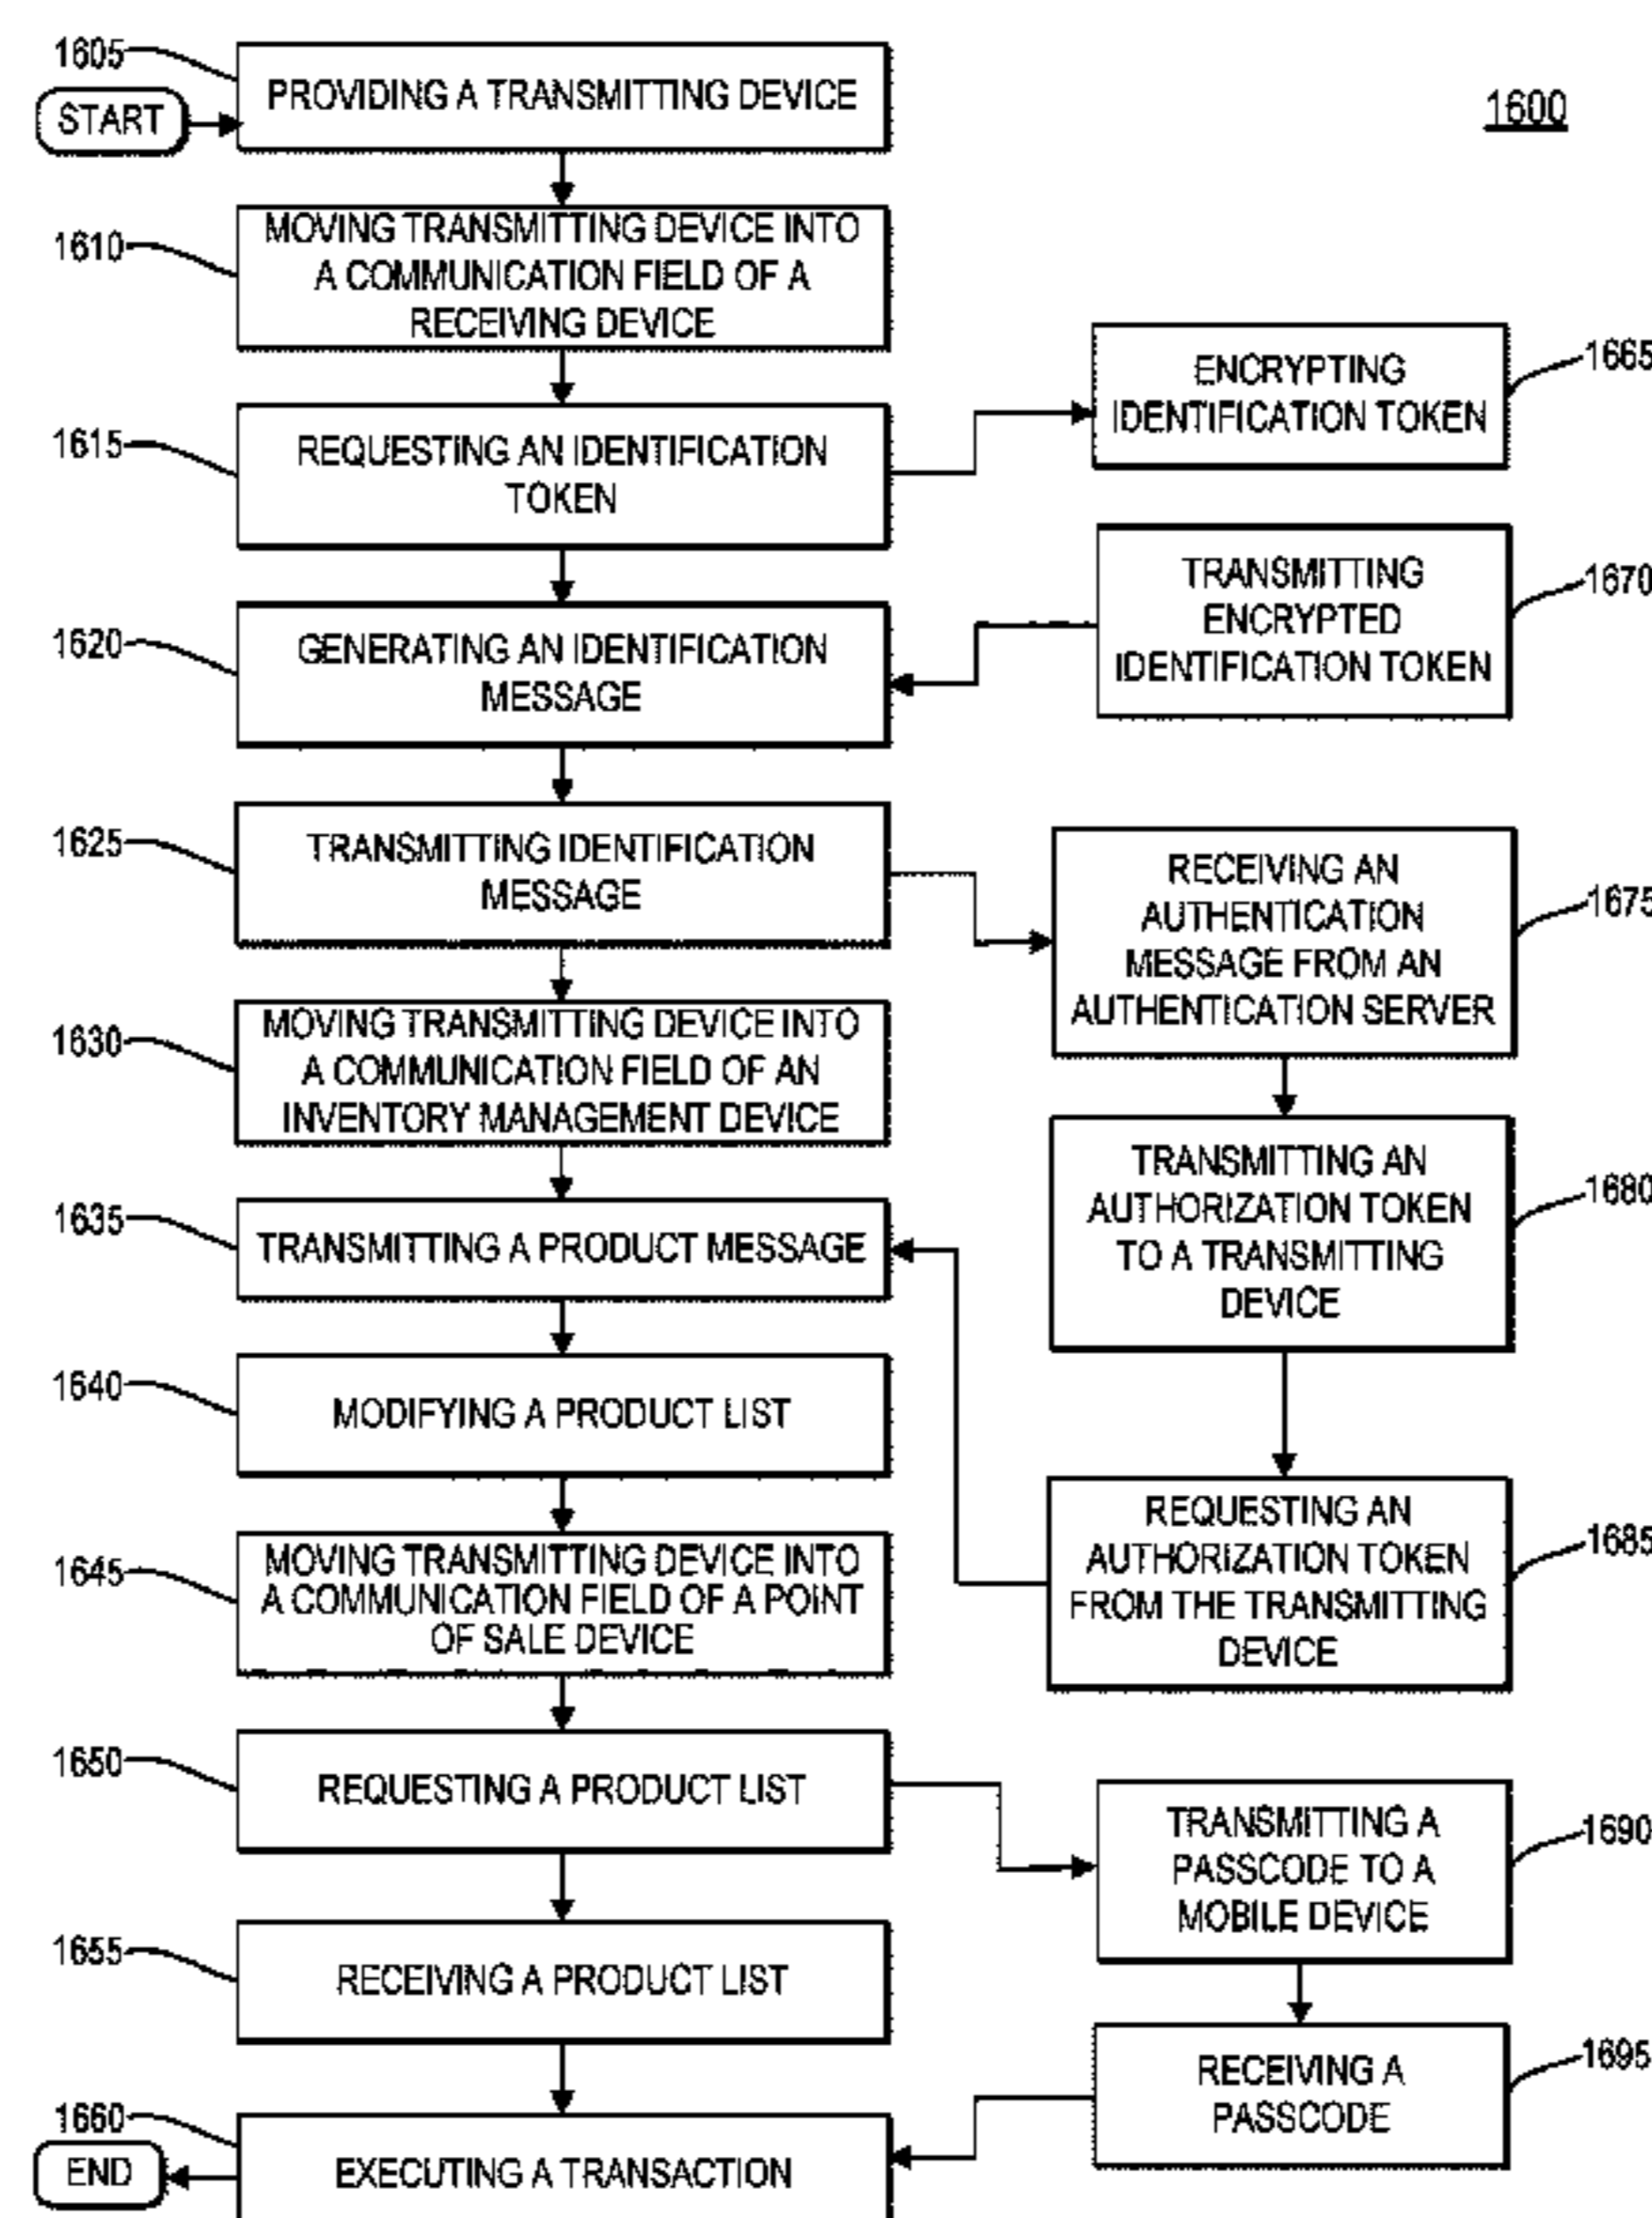 1600
1605
START
PROVIDING A TRANSMITTING DEVICE
1610
MOVING TRANSMITTING DEVICE INTO
A COMMUNICATION FIELD OF A
RECEIVING DEVICE
1615
REQUESTING AN IDENTIFICATION
TOKEN
ENCRYPTING
IDENTIFICATION TOKEN
1665
1620
GENERATING AN IDENTIFICATION
MESSAGE
TRANSMITTING
ENCRYPTED
IDENTIFICATION TOKEN
1670
1625
TRANSMITTING IDENTIFICATION
MESSAGE
RECEIVING AN
AUTHENTICATION
MESSAGE FROM AN
AUTHENTICATION SERVER
1675
1630
MOVING TRANSMITTING DEVICE INTO
A COMMUNICATION FIELD OF AN
INVENTORY MANAGEMENT DEVICE
1635
TRANSMITTING A PRODUCT MESSAGE
TRANSMITTING AN
AUTHORIZATION TOKEN
TO A TRANSMITTING
DEVICE
1680
1640
MODIFYING A PRODUCT LIST
1645
MOVING TRANSMITTING DEVICE INTO
A COMMUNICATION FIELD OF A POINT
OF SALE DEVICE
REQUESTING AN
AUTHORIZATION TOKEN
FROM THE TRANSMITTING
DEVICE
1685
1650
REQUESTING A PRODUCT LIST
TRANSMITTING A
PASSCODE TO A
MOBILE DEVICE
1690
1655
RECEIVING A PRODUCT LIST
RECEIVING A
PASSCODE
1695
1660
END
EXECUTING A TRANSACTION